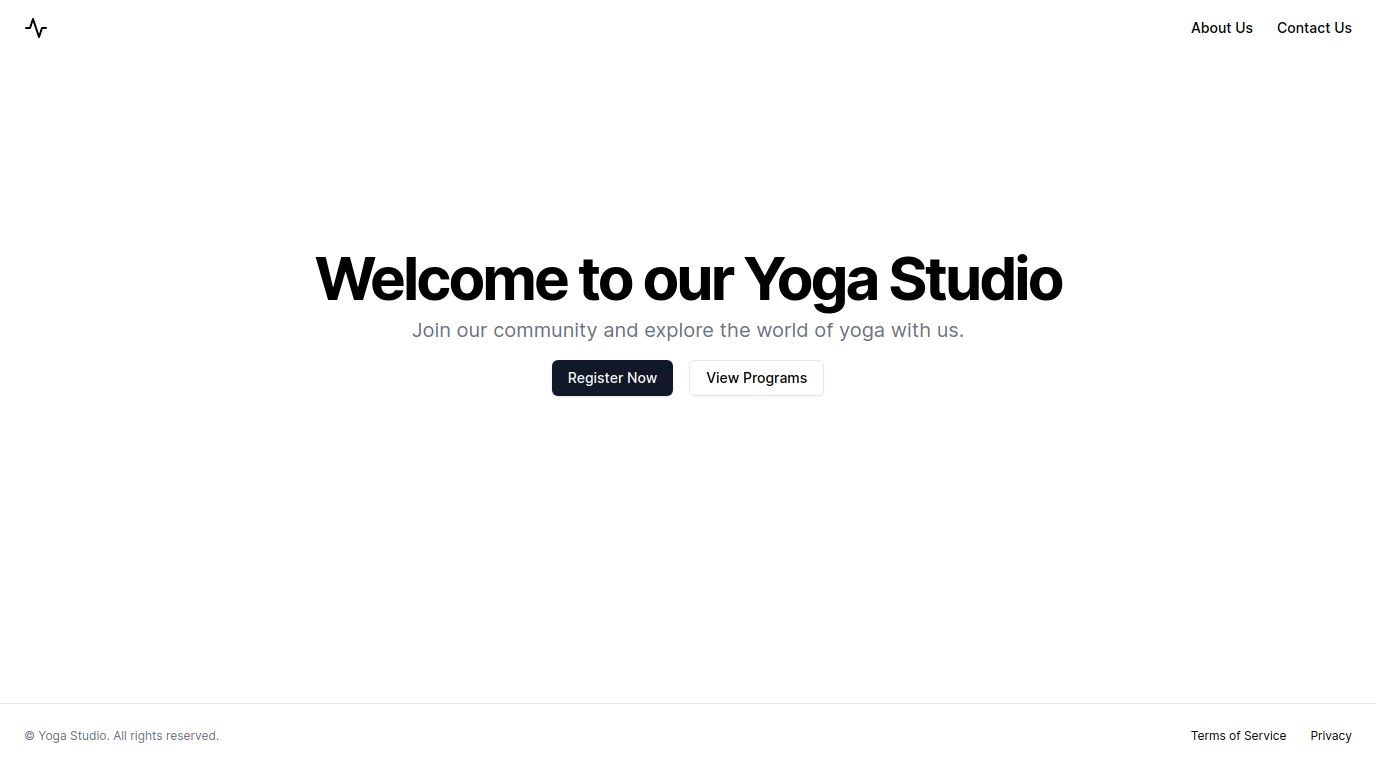 About Us Contact Us
Welcome to our Yoga Studio
Join our community and explore the world of yoga with us.
Register Now View Programs
© Yoga Studio. All rights reserved. Terms of Service Privacy